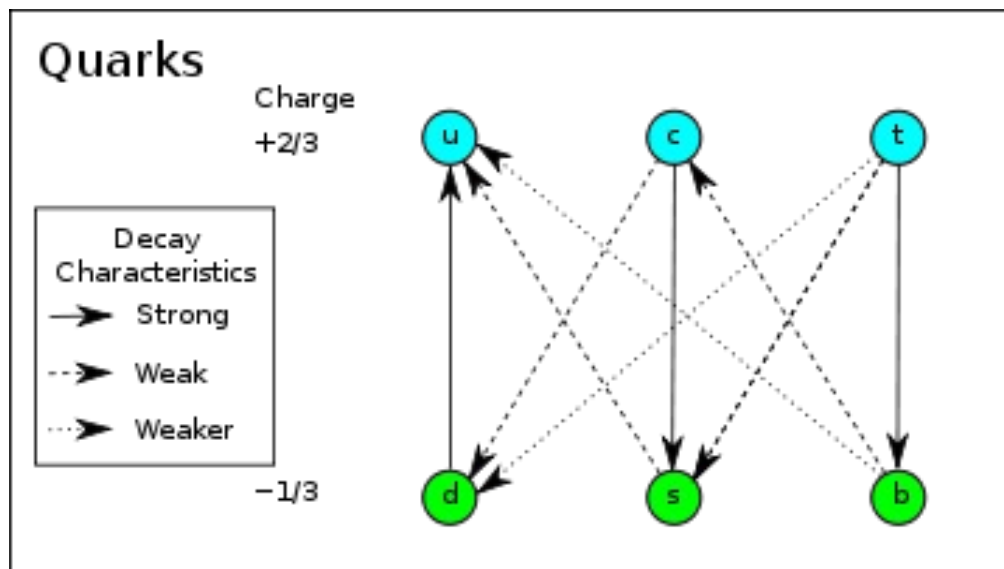 Quarks
Charge
+2/3
u
c
t
Decay
Characteristics
Strong
Weak
Weaker
−1/3
d
s
b